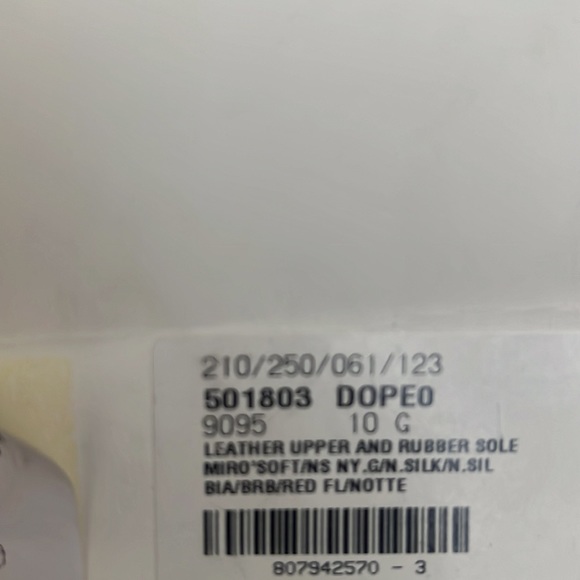 210/250/061/123
501803 DOPE0
9095 10 G
LEATHER UPPER AND RUBBER SOLE
MIRO'SOFT/NS NY.G/N.SILK/N.SIL
BIA/BRB/RED FL/NOTTE
807942570 - 3